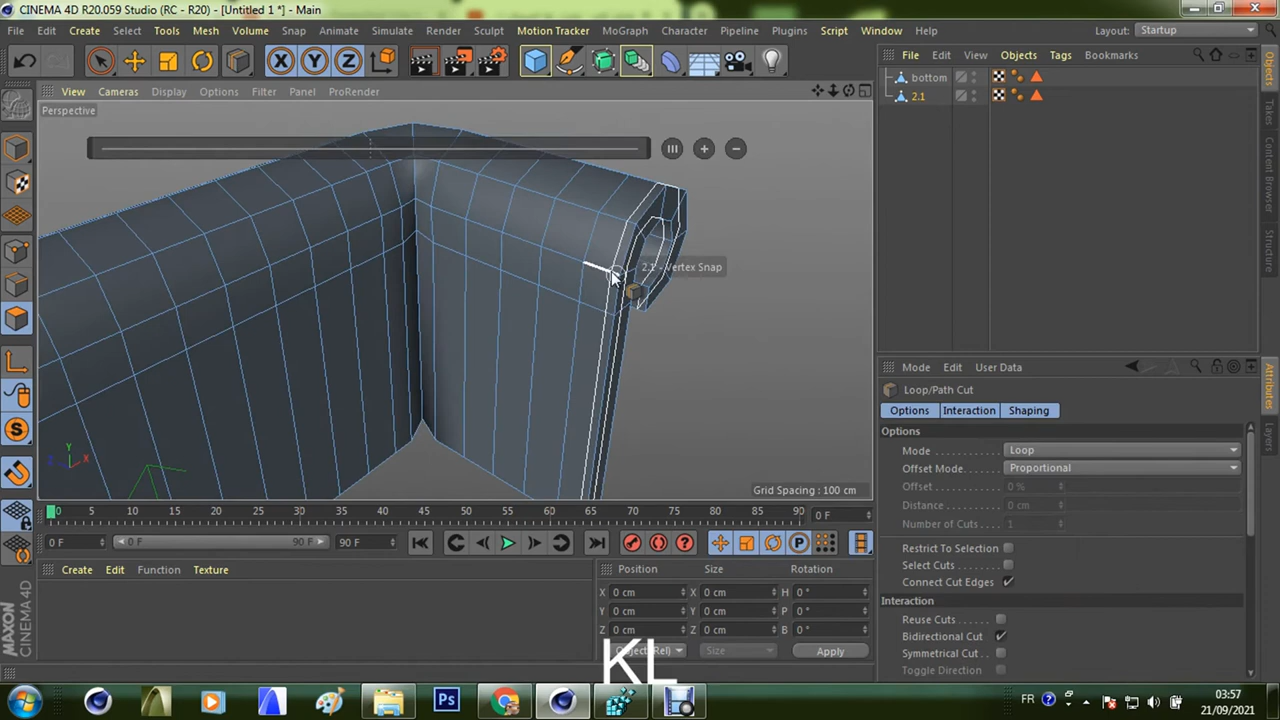 CINEMA 4D R20.059 Studio (RC - R20) - [Untitled 1 *] - Main
File Edit Create Select Tools Mesh Volume Snap Animate Simulate Render Sculpt Motion Tracker MoGraph Character Pipeline Plugins Script Window Help Layout: Startup
X Y Z
File Edit View Objects Tags Bookmarks
View Cameras Display Options Filter Panel ProRender
bottom
2.1
Perspective
2.1 - Vertex Snap
Grid Spacing : 100 cm
Objects
Takes
Content Browser
Structure
Attributes
Layers
Mode Edit User Data
Loop/Path Cut
Options Interaction Shaping
Options
Mode Loop
Offset Mode Proportional
Offset 0 %
Distance 0 cm
Number of Cuts 1
Restrict To Selection
Select Cuts
Connect Cut Edges
Interaction
Reuse Cuts
Bidirectional Cut
Symmetrical Cut
Toggle Direction
0 5 10 15 20 25 30 35 40 45 50 55 60 65 70 75 80 85 90 0 F
0 F 0 F 90 F 90 F
Create Edit Function Texture
Position Size Rotation
X 0 cm X 0 cm H 0 °
Y 0 cm Y 0 cm P 0 °
Z 0 cm Z 0 cm B 0 °
Object (Rel) Size Apply
KL
MAXON
CINEMA 4D
Ps
FR
03:57
21/09/2021